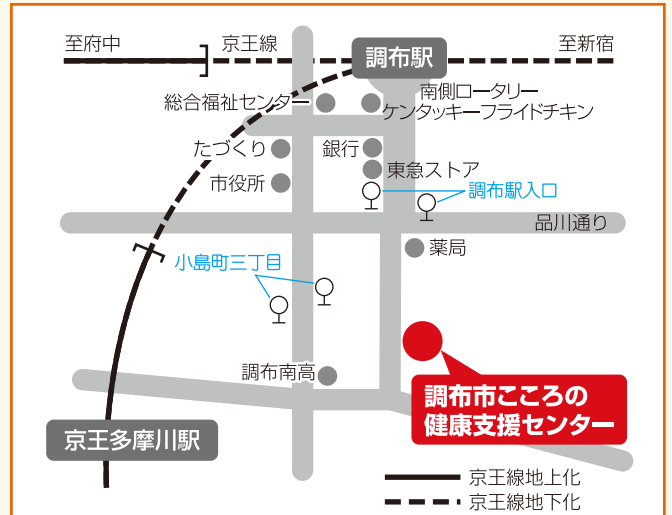 至府中
京王線
調布駅
至新宿
総合福祉センター
南側ロータリー
ケンタッキーフライドチキン
たづくり
銀行
東急ストア
市役所
調布駅入口
品川通り
薬局
小島町三丁目
調布南高
調布市こころの
健康支援センター
京王多摩川駅
京王線地上化
京王線地下化